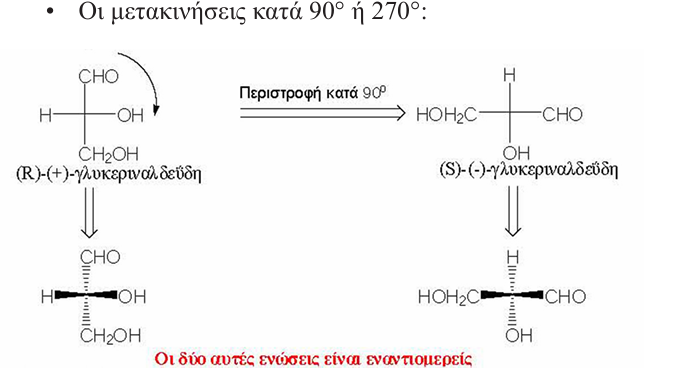 • Οι μετακινήσεις κατά 90° ή 270°:
CHO
H OH
CH2OH
(R)-(+)-γλυκεριναλδεΰδη
Περιστροφή κατά 90⁰
H
HOH2C CHO
OH
(S)-(-)-γλυκεριναλδεΰδη
CHO
H OH
CH2OH
H
HOH2C CHO
OH
Οι δύο αυτές ενώσεις είναι εναντιομερείς